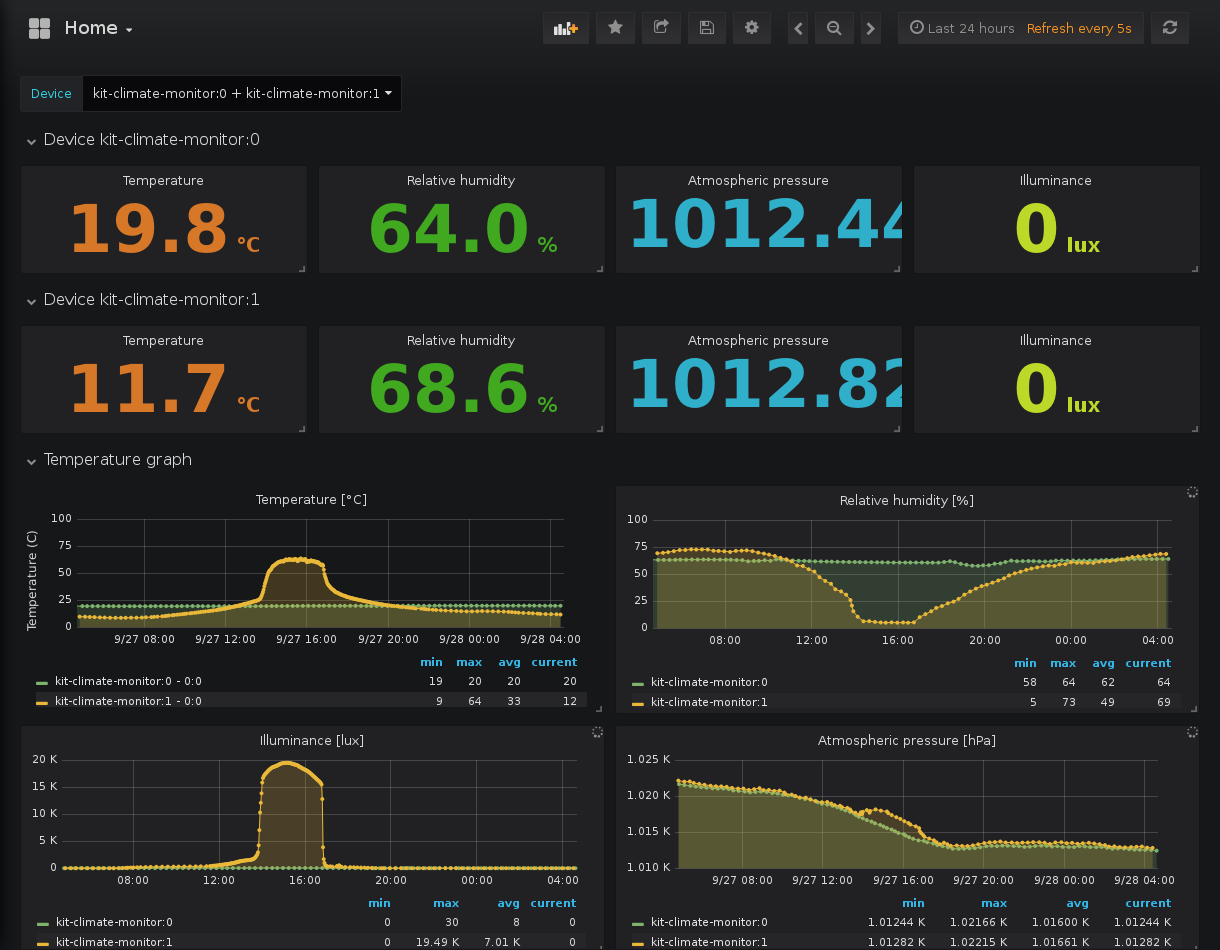 Home
Last 24 hours Refresh every 5s
Device kit-climate-monitor:0 + kit-climate-monitor:1
Device kit-climate-monitor:0
Temperature Relative humidity Atmospheric pressure Illuminance
19.8 °C 64.0 % 1012.44 0 lux
Device kit-climate-monitor:1
Temperature Relative humidity Atmospheric pressure Illuminance
11.7 °C 68.6 % 1012.82 0 lux
Temperature graph
Temperature [°C]
Temperature (C)
100
75
50
25
0
9/27 08:00 9/27 12:00 9/27 16:00 9/27 20:00 9/28 00:00 9/28 04:00
min max avg current
kit-climate-monitor:0 - 0:0 19 20 20 20
kit-climate-monitor:1 - 0:0 9 64 33 12
Relative humidity [%]
100
75
50
25
0
08:00 12:00 16:00 20:00 00:00 04:00
min max avg current
kit-climate-monitor:0 58 64 62 64
kit-climate-monitor:1 5 73 49 69
Illuminance [lux]
20 K
15 K
10 K
5 K
0
08:00 12:00 16:00 20:00 00:00 04:00
min max avg current
kit-climate-monitor:0 0 30 8 0
kit-climate-monitor:1 0 19.49 K 7.01 K 0
Atmospheric pressure [hPa]
1.025 K
1.020 K
1.015 K
1.010 K
9/27 08:00 9/27 12:00 9/27 16:00 9/27 20:00 9/28 00:00 9/28 04:00
min max avg current
kit-climate-monitor:0 1.01244 K 1.02166 K 1.01600 K 1.01244 K
kit-climate-monitor:1 1.01282 K 1.02215 K 1.01661 K 1.01282 K